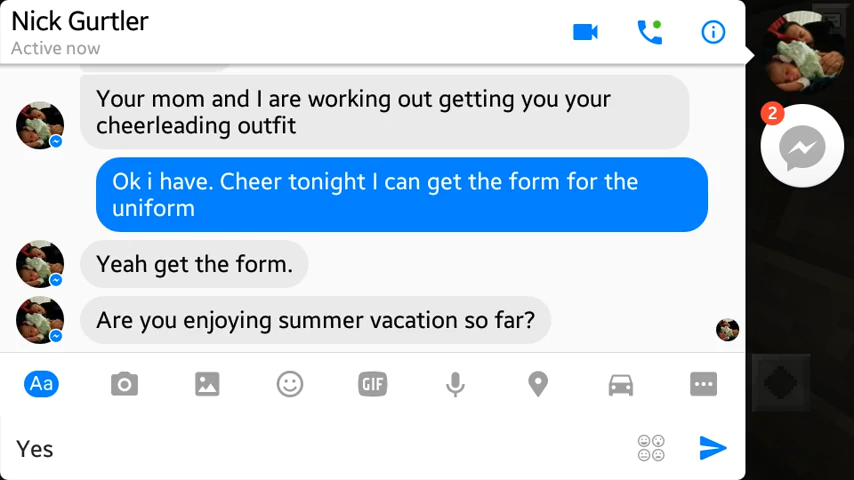 Nick Gurtler
Active now
2
Your mom and I are working out getting you your
cheerleading outfit
Ok i have. Cheer tonight I can get the form for the
uniform
Yeah get the form.
Are you enjoying summer vacation so far?
Aa
GIF
Yes